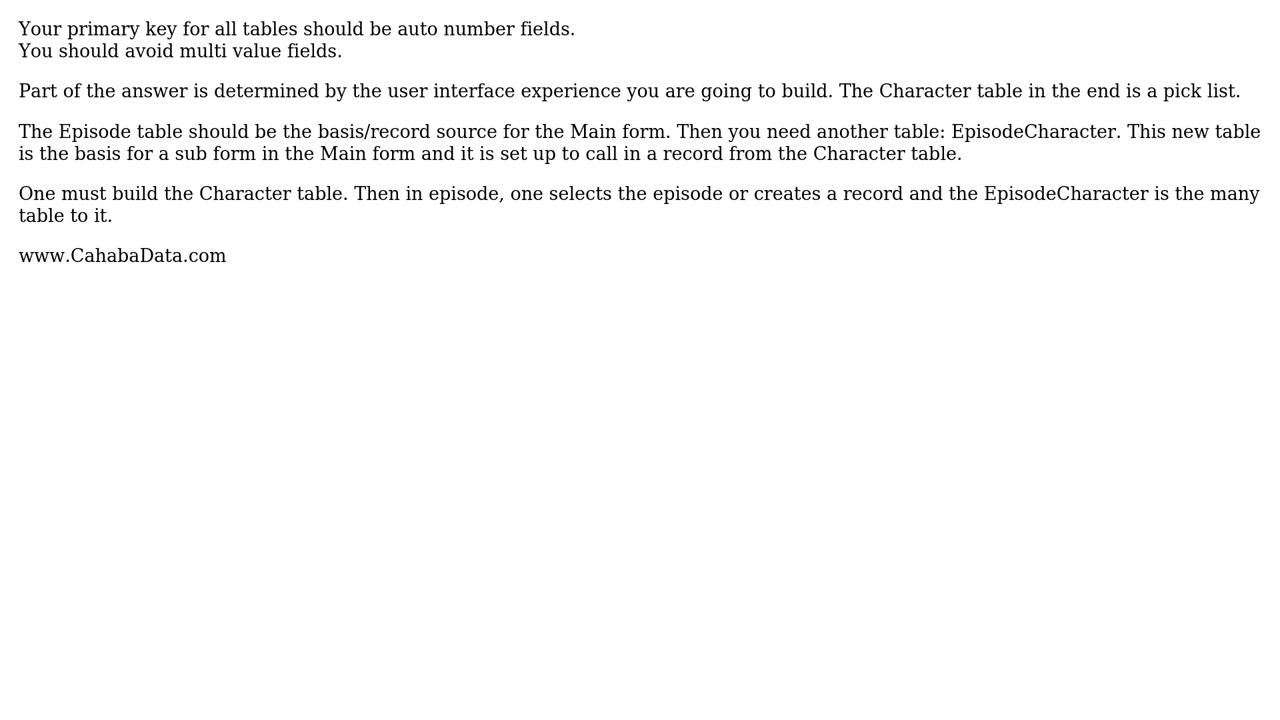 Your primary key for all tables should be auto number fields.
You should avoid multi value fields.
Part of the answer is determined by the user interface experience you are going to build. The Character table in the end is a pick list.
The Episode table should be the basis/record source for the Main form. Then you need another table: EpisodeCharacter. This new table
is the basis for a sub form in the Main form and it is set up to call in a record from the Character table.
One must build the Character table. Then in episode, one selects the episode or creates a record and the EpisodeCharacter is the many
table to it.
www.CahabaData.com